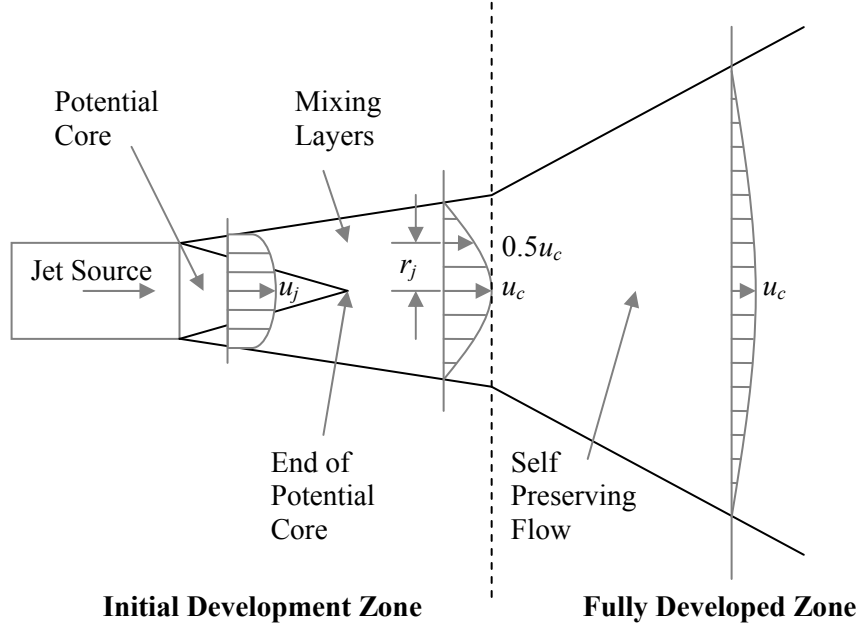 Potential
Core
Mixing
Layers
Jet Source
u_j
r_j
0.5u_c
u_c
u_c
End of
Potential
Core
Self
Preserving
Flow
Initial Development Zone
Fully Developed Zone